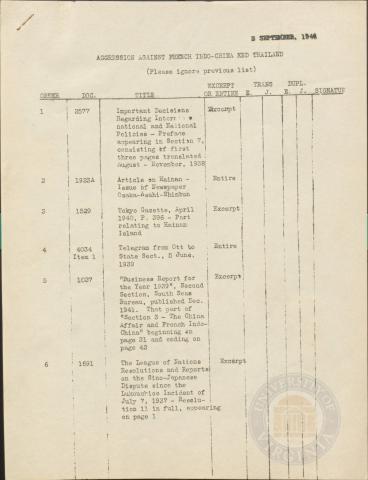 3 SEPTEMBER, 1946
AGGRESSION AGAINST FRENCH INDO-CHINA AND THAILAND
(Please ignore previous list)
EXCERPT TRANS DUPL.
ORDER DOC. TITLE OR ENTIRE E. J. E. J. SIGNATUR
1 2577 Important Decisions Excerpt
Regarding
national and National
Policies - Preface
appearing in Section 7,
consisting of first
three pages translated
August - November, 1938
2 1923A Article on Hainan - Entire
Issue of Newspaper
Osaka-Asahi-Shinbun
3 1529 Tokyo Gazette, April Excerpt
1940, P. 396 - Part
relating to Hainan
Island
4 4034 Telegram from Ott to Entire
Item 1 State Sect., 5 June,
1939
5 1037 "Business Report for Excerpt
the Year 1939", Second
Section, South Seas
Bureau, published Dec.
1941. That part of
"Section 3 - The China
Affair and French Indo-
China" beginning on
page 31 and ending on
page 42
6 1691 The League of Nations Excerpt
Resolutions and Reports
on the Sino-Japanese
Dispute since the
Incident of
July 7, 1937 - Resolu-
tion 11 in full, appearing
on page 1
UNIVERSITY OF VIRGINIA